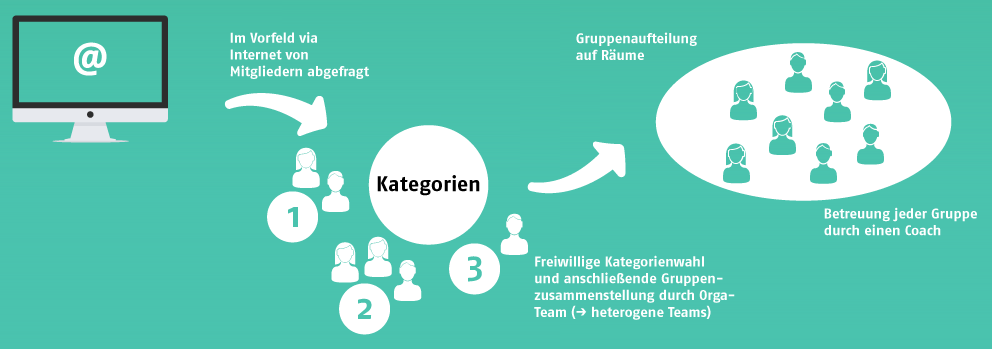 @
Im Vorfeld via
Internet von
Mitgliedern abgefragt
Kategorien
1
2
3
Freiwillige Kategorienwahl
und anschließende Gruppen-
zusammenstellung durch Orga-
Team (→ heterogene Teams)
Gruppenaufteilung
auf Räume
Betreuung jeder Gruppe
durch einen Coach